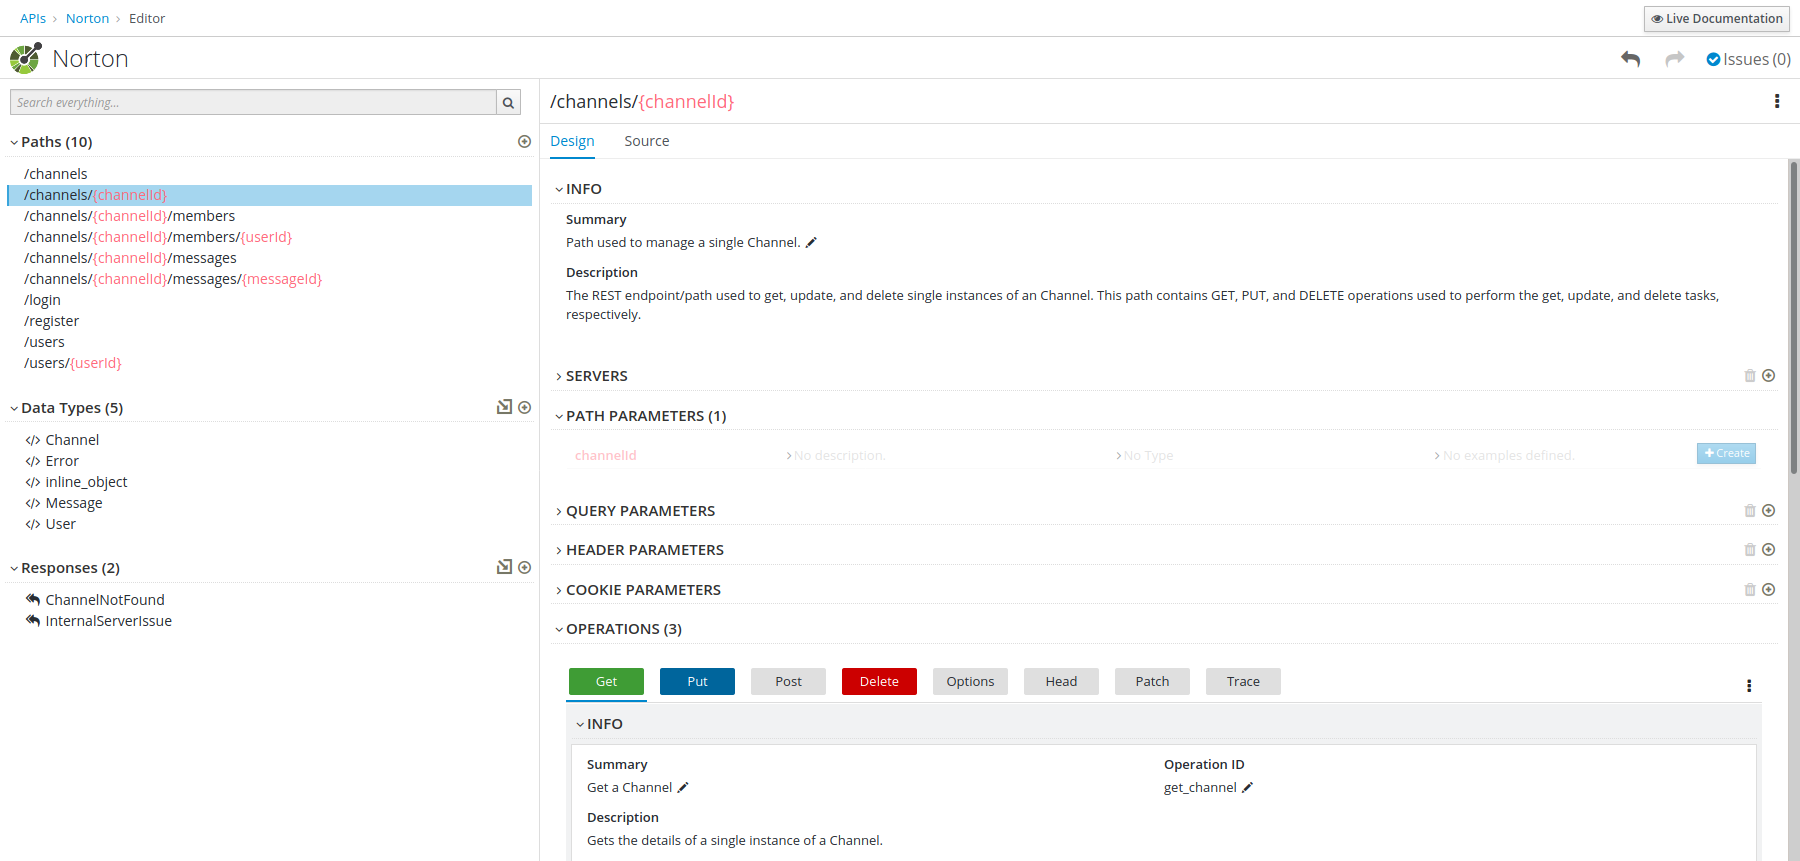 APIs › Norton › Editor
Live Documentation
Norton
Issues (0)
Search everything...
Paths (10)
/channels
/channels/{channelId}
/channels/{channelId}/members
/channels/{channelId}/members/{userId}
/channels/{channelId}/messages
/channels/{channelId}/messages/{messageId}
/login
/register
/users
/users/{userId}
Data Types (5)
Channel
Error
inline_object
Message
User
Responses (2)
ChannelNotFound
InternalServerIssue
/channels/{channelId}
Design Source
INFO
Summary
Path used to manage a single Channel.
Description
The REST endpoint/path used to get, update, and delete single instances of an Channel. This path contains GET, PUT, and DELETE operations used to perform the get, update, and delete tasks,
respectively.
SERVERS
PATH PARAMETERS (1)
channelId No description. No Type No examples defined. + Create
QUERY PARAMETERS
HEADER PARAMETERS
COOKIE PARAMETERS
OPERATIONS (3)
Get Put Post Delete Options Head Patch Trace
INFO
Summary Operation ID
Get a Channel get_channel
Description
Gets the details of a single instance of a Channel.